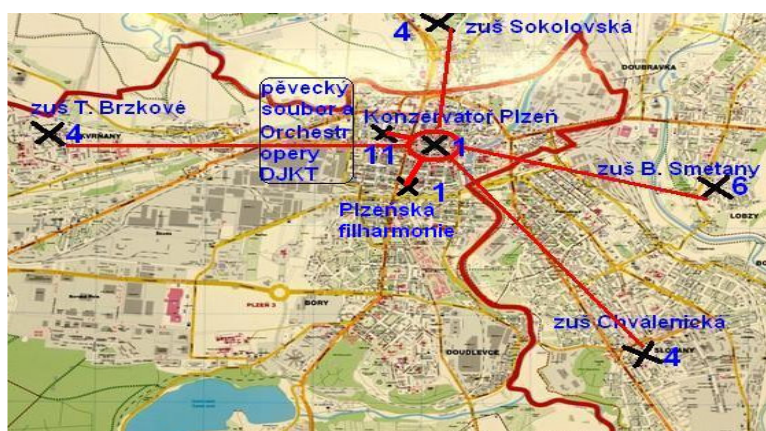 4
zuš Sokolovská
DOUBRAVKA
pěvecký
soubor a
Orchestr
opery
DJKT
zuš T. Brzkové
4
Konzervatoř Plzeň
11
1
zuš B. Smetany
6
1
LOBZY
Plzeňská
filharmonie
PLZEŇ 3
BORY
zuš Chválenická
4
DOUDLEVCE